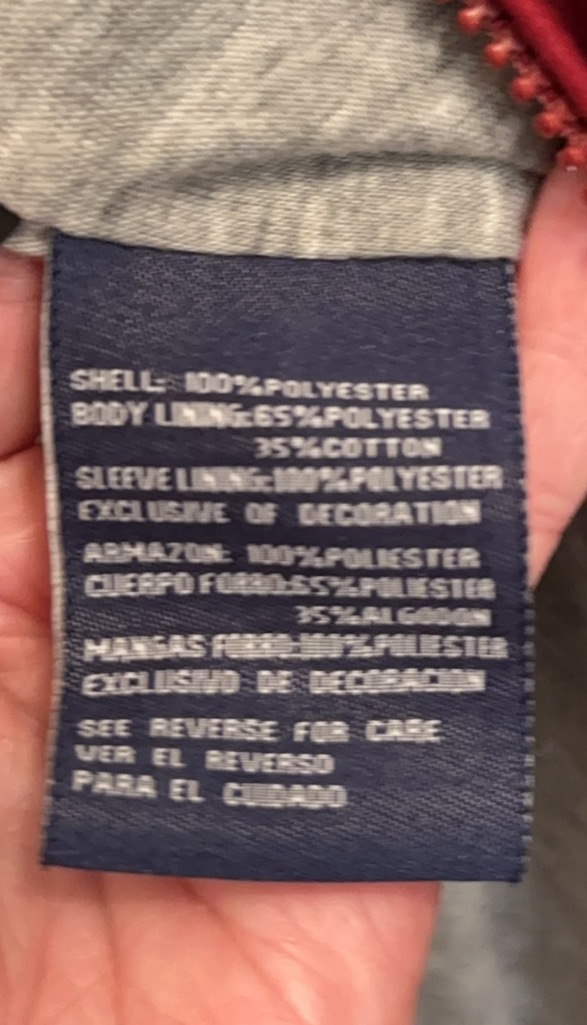 SHELL: 100%POLYESTER
BODY LINING:65%POLYESTER
35%COTTON
SLEEVE LINING:100%POLYESTER
EXCLUSIVE OF DECORATION
ARMAZON: 100%POLIESTER
CUERPO FORRO:65%POLIESTER
35%ALGODON
MANGAS FORRO:100%POLIESTER
EXCLUSIVO DE DECORACION
SEE REVERSE FOR CARE
VER EL REVERSO
PARA EL CUIDADO